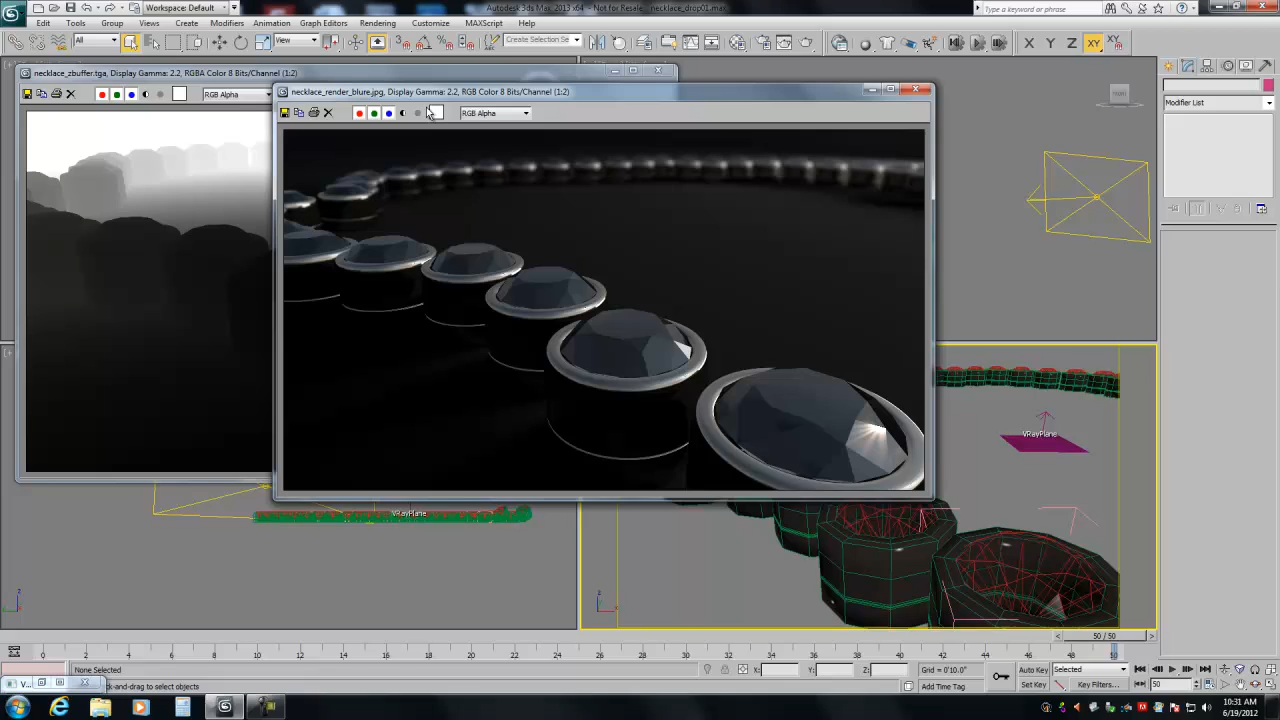 Workspace: Default
Autodesk 3ds Max 2013 x64 - Not for Resale necklace_drop01.max
Type a keyword or phrase
Edit Tools Group Views Create Modifiers Animation Graph Editors Rendering Customize MAXScript Help
All
View
Create Selection Se
X Y Z XY XY
necklace_zbuffer.tga, Display Gamma: 2.2, RGBA Color 8 Bits/Channel (1:2)
RGB Alpha
necklace_render_blure.jpg, Display Gamma: 2.2, RGB Color 8 Bits/Channel (1:2)
RGB Alpha
FRONT
Modifier List
VRayPlane
VRayPlane
50 / 50
0 2 4 6 8 10 12 14 16 18 20 22 24 26 28 30 32 34 36 38 40 42 44 46 48 50
None Selected
X: Y: Z: Grid = 0'10.0"
Auto Key Selected
V...
-and-drag to select objects
Add Time Tag
Set Key Key Filters...
50
10:31 AM
6/19/2012